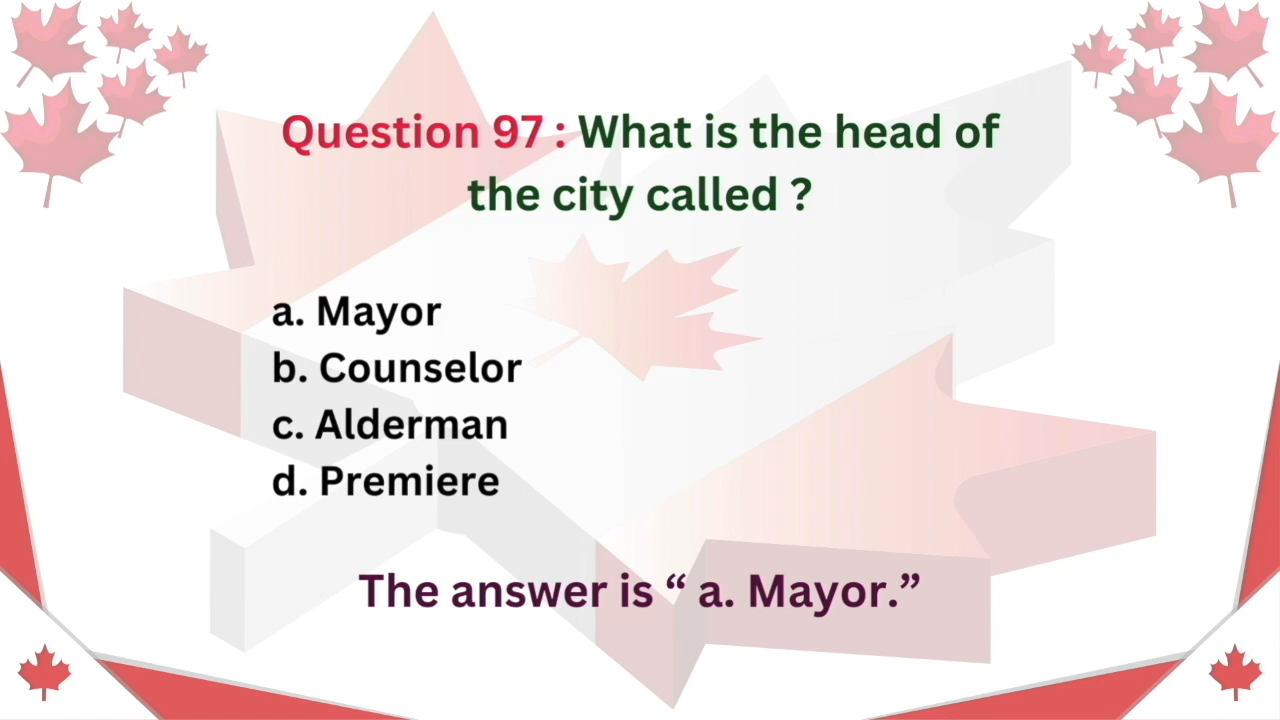 Question 97 : What is the head of
the city called ?
a. Mayor
b. Counselor
c. Alderman
d. Premiere
The answer is “ a. Mayor.”